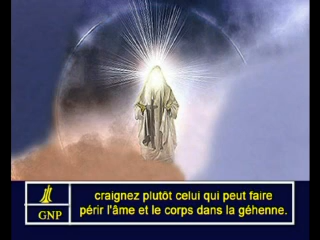 craignez plutôt celui qui peut faire
périr l'âme et le corps dans la géhenne.
GNP